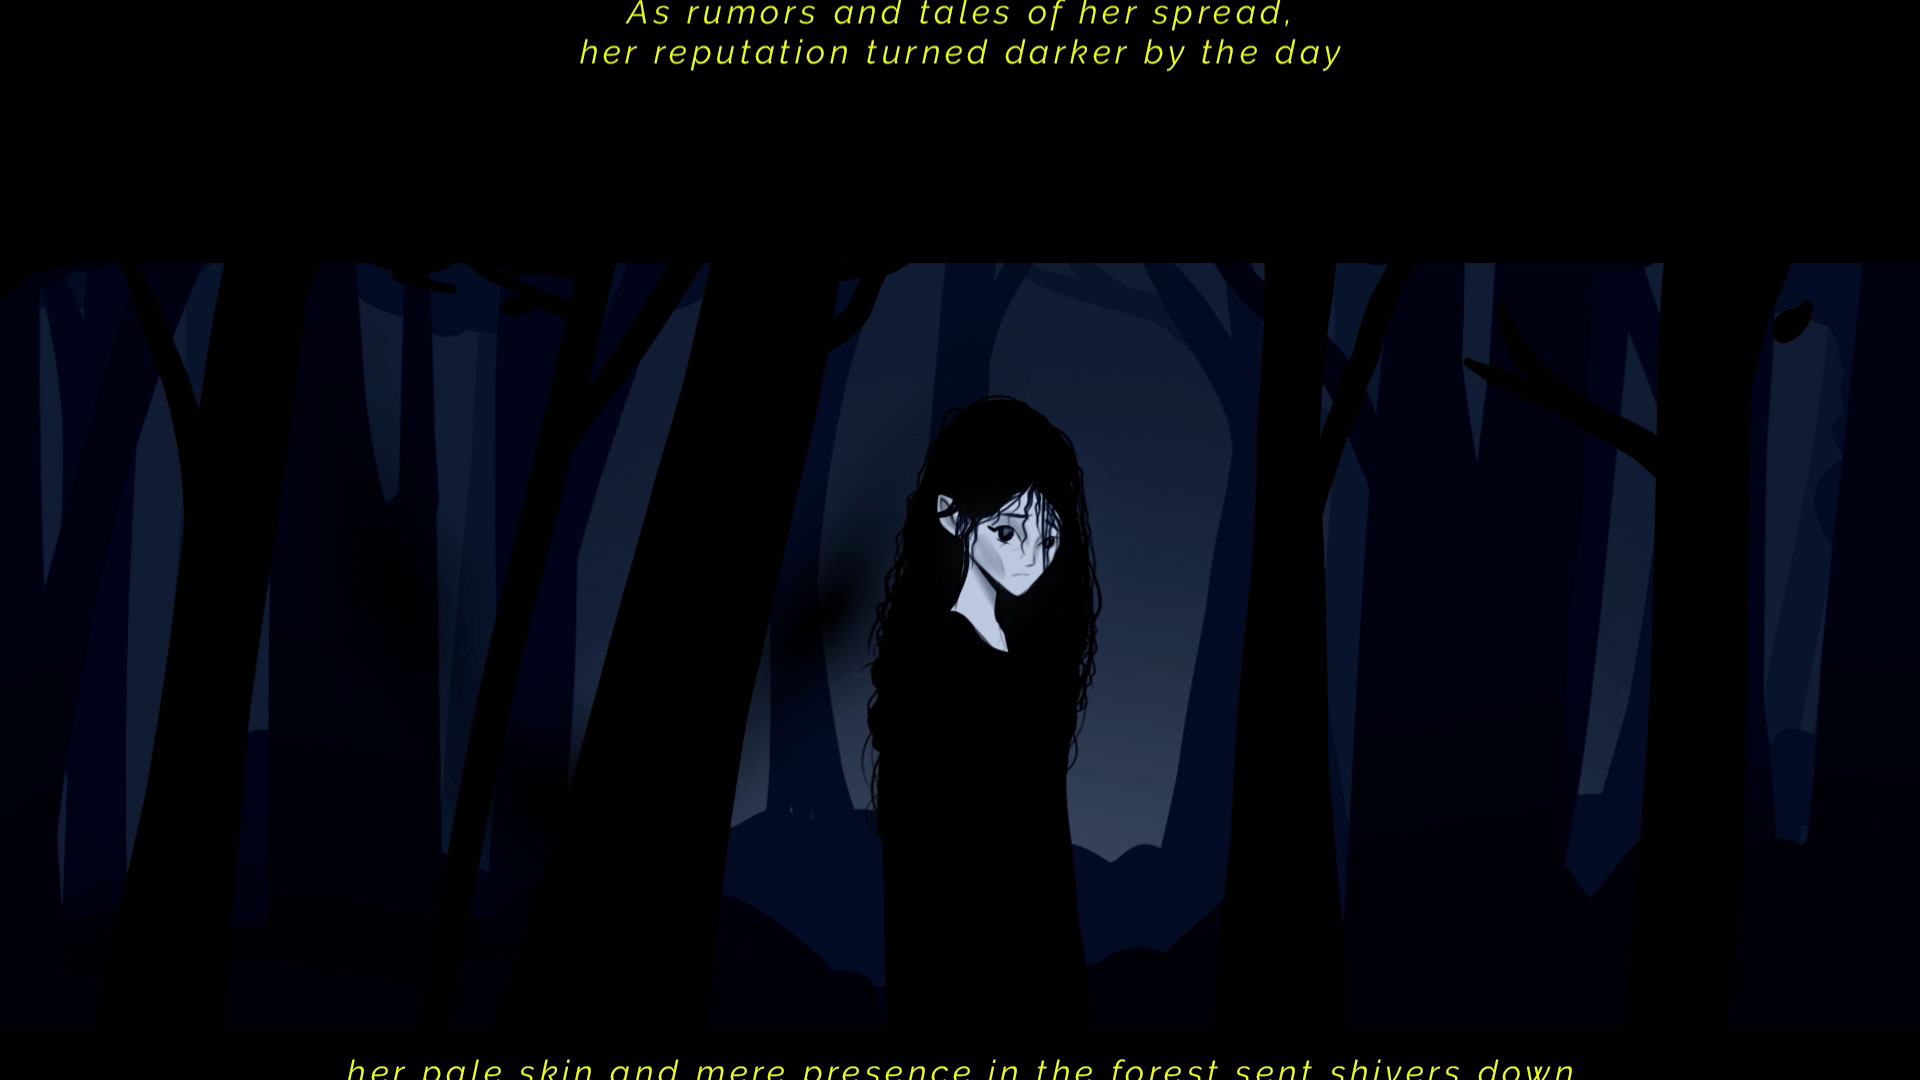 As rumors and tales of her spread,
her reputation turned darker by the day
her pale skin and mere presence in the forest sent shivers down